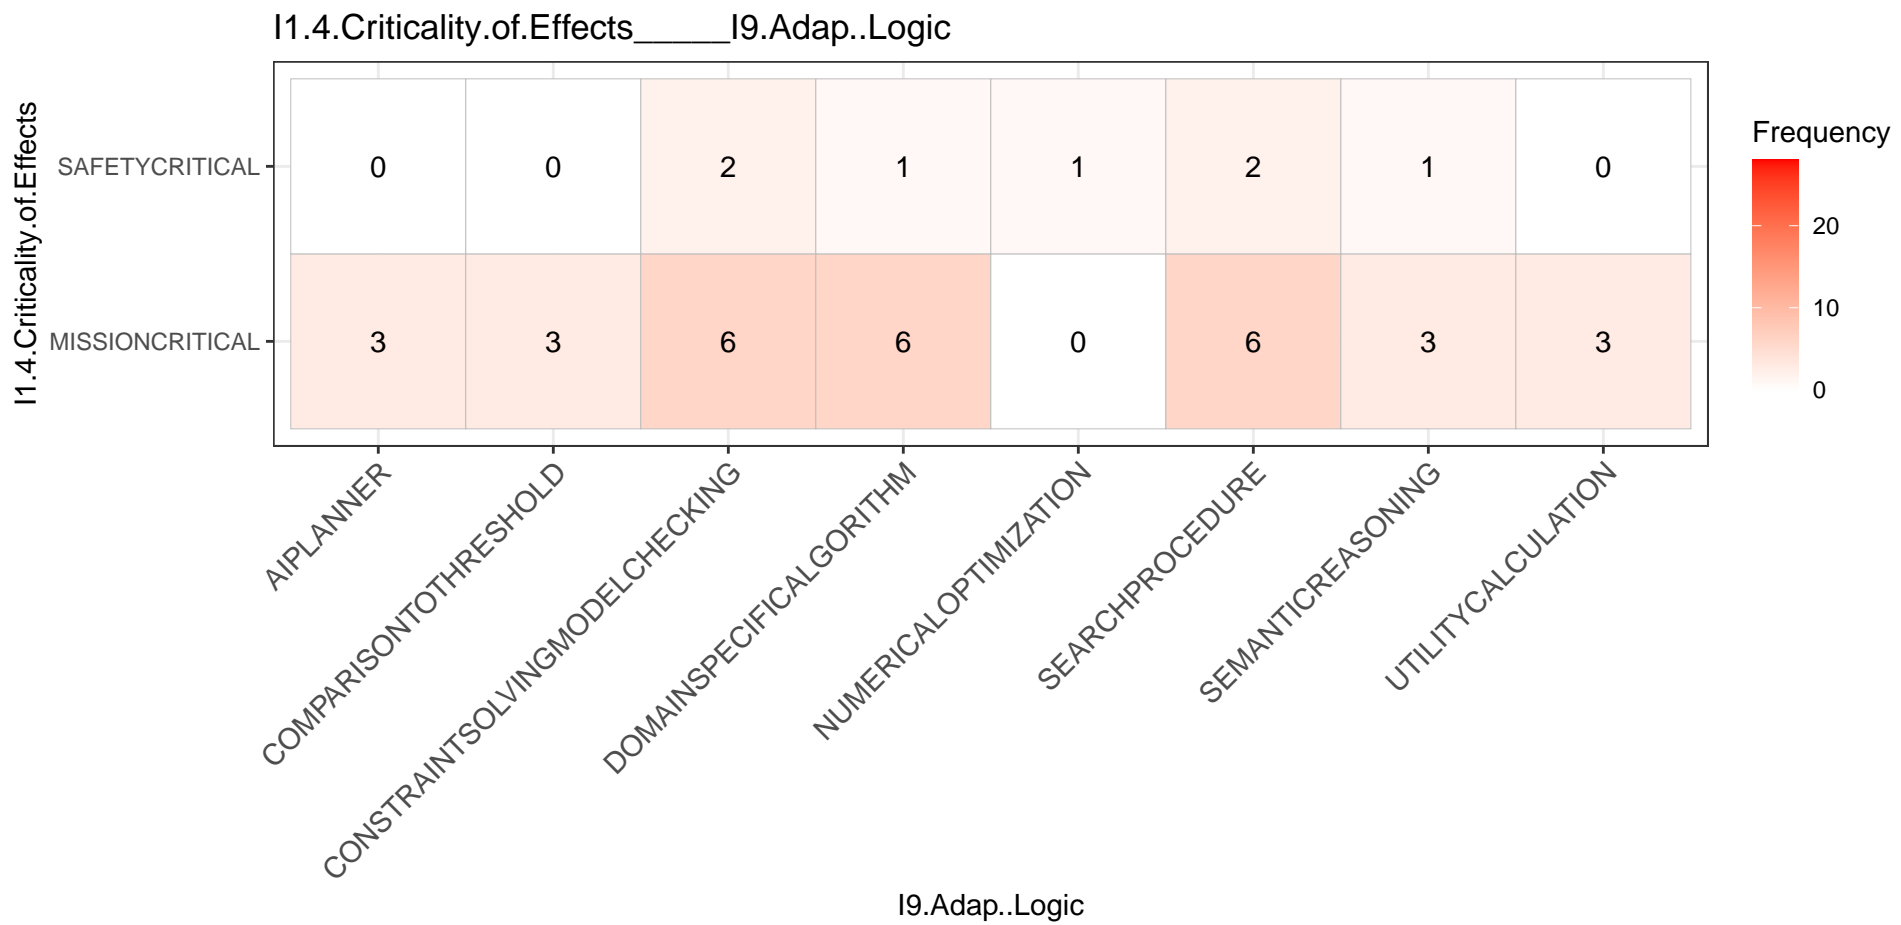 I1.4.Criticality.of.Effects_____I9.Adap..Logic
I1.4.Criticality.of.Effects
SAFETYCRITICAL 0 0 2 1 1 2 1 0
MISSIONCRITICAL 3 3 6 6 0 6 3 3
AIPLANNER
COMPARISONTOTHRESHOLD
CONSTRAINTSOLVINGMODELCHECKING
DOMAINSPECIFICALGORITHM
NUMERICALOPTIMIZATION
SEARCHPROCEDURE
SEMANTICREASONING
UTILITYCALCULATION
I9.Adap..Logic
Frequency
20
10
0